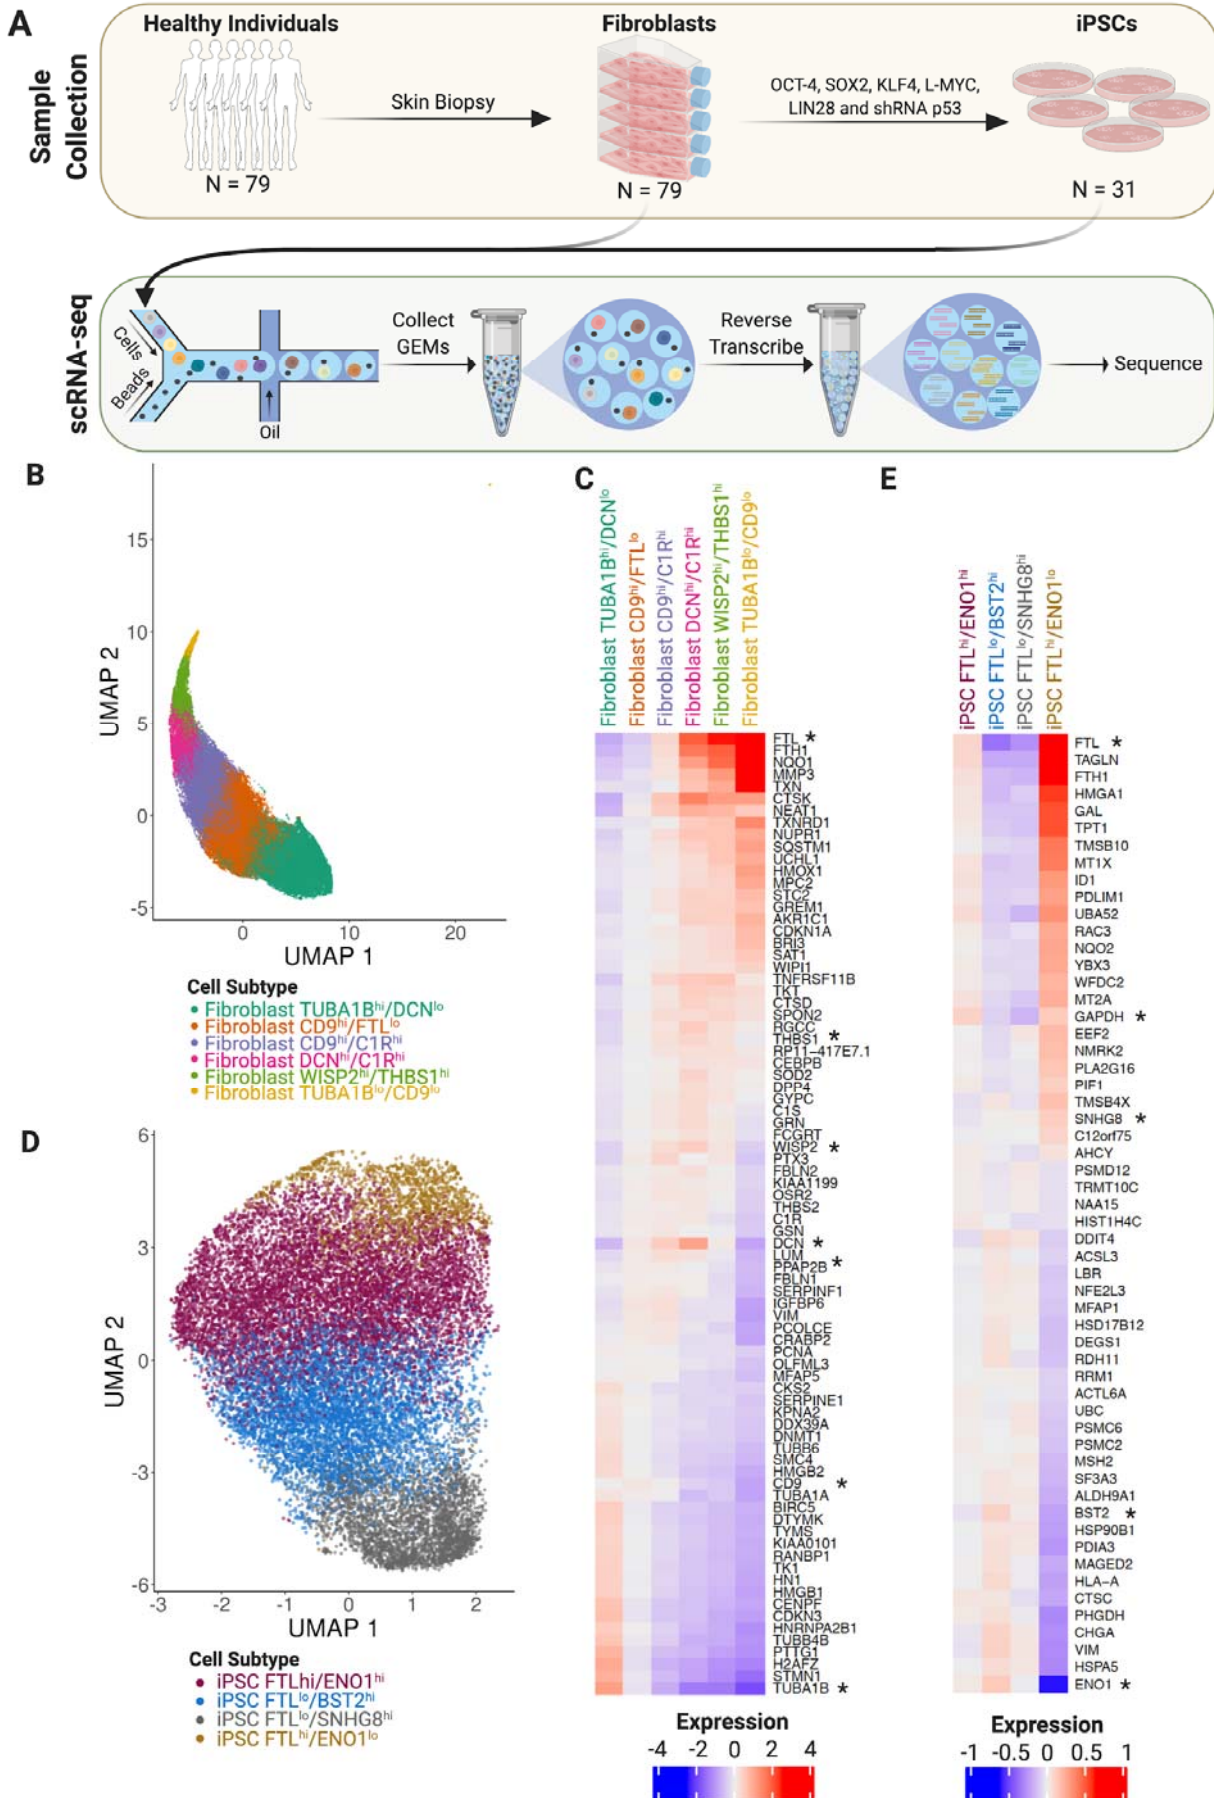 A
Healthy Individuals
Fibroblasts
iPSCs
Sample
Collection
Skin Biopsy
OCT-4, SOX2, KLF4, L-MYC,
LIN28 and shRNA p53
N = 79
N = 79
N = 31
scRNA-seq
Cells
Beads
Oil
Collect
GEMs
Reverse
Transcribe
Sequence
B
UMAP 2
15
10
5
0
-5
0
10
20
UMAP 1
Cell Subtype
Fibroblast TUBA1Bhi/DCNlo
Fibroblast CD9hi/FTLlo
Fibroblast CD9hi/C1Rhi
Fibroblast DCNhi/C1Rhi
Fibroblast WISP2hi/THBS1hi
Fibroblast TUBA1Blo/CD9lo
C
Fibroblast TUBA1Bhi/DCNlo
Fibroblast CD9hi/FTLlo
Fibroblast CD9hi/C1Rhi
Fibroblast DCNhi/C1Rhi
Fibroblast WISP2hi/THBS1hi
Fibroblast TUBA1Blo/CD9lo
FTL *
FTH1
NQO1
MMP3
TXN
CTSK
NEAT1
TXNRD1
NUPR1
SQSTM1
UCHL1
HMOX1
MPC2
STC2
GREM1
AKR1C1
CDKN1A
BRI3
SAT1
WIPI1
TNFRSF11B
TKT
CTSD
SPON2
RGCC
THBS1 *
RP11-417E7.1
CEBPB
SOD2
DPP4
GYPC
C1S
GRN
FCGRT
WISP2 *
PTX3
FBLN2
KIAA1199
OSR2
THBS2
C1R
GSN
DCN *
LUM
PPAP2B *
FBLN1
SERPINF1
IGFBP6
VIM
PCOLCE
CRABP2
PCNA
OLFML3
MFAP5
CKS2
SERPINE1
KPNA2
DDX39A
DNMT1
TUBB6
SMC4
HMGB2
CD9 *
TUBA1A
BIRC5
DTYMK
TYMS
KIAA0101
RANBP1
TK1
HN1
HMGB1
CENPF
CDKN3
HNRNPA2B1
TUBB4B
PTTG1
H2AFZ
STMN1
TUBA1B *
Expression
-4 -2 0 2 4
D
UMAP 2
6
3
0
-3
-6
-3
-2
-1
0
1
2
UMAP 1
Cell Subtype
iPSC FTLhi/ENO1hi
iPSC FTLlo/BST2hi
iPSC FTLlo/SNHG8hi
iPSC FTLhi/ENO1lo
E
iPSC FTLhi/ENO1hi
iPSC FTLlo/BST2hi
iPSC FTLlo/SNHG8hi
iPSC FTLhi/ENO1lo
FTL *
TAGLN
FTH1
HMGA1
GAL
TPT1
TMSB10
MT1X
ID1
PDLIM1
UBA52
RAC3
NQO2
YBX3
WFDC2
MT2A
GAPDH *
EEF2
NMRK2
PLA2G16
PIF1
TMSB4X
SNHG8 *
C12orf75
AHCY
PSMD12
TRMT10C
NAA15
HIST1H4C
DDIT4
ACSL3
LBR
NFE2L3
MFAP1
HSD17B12
DEGS1
RDH11
RRM1
ACTL6A
UBC
PSMC6
PSMC2
MSH2
SF3A3
ALDH9A1
BST2 *
HSP90B1
PDIA3
MAGED2
HLA-A
CTSC
PHGDH
CHGA
VIM
HSPA5
ENO1 *
Expression
-1 -0.5 0 0.5 1